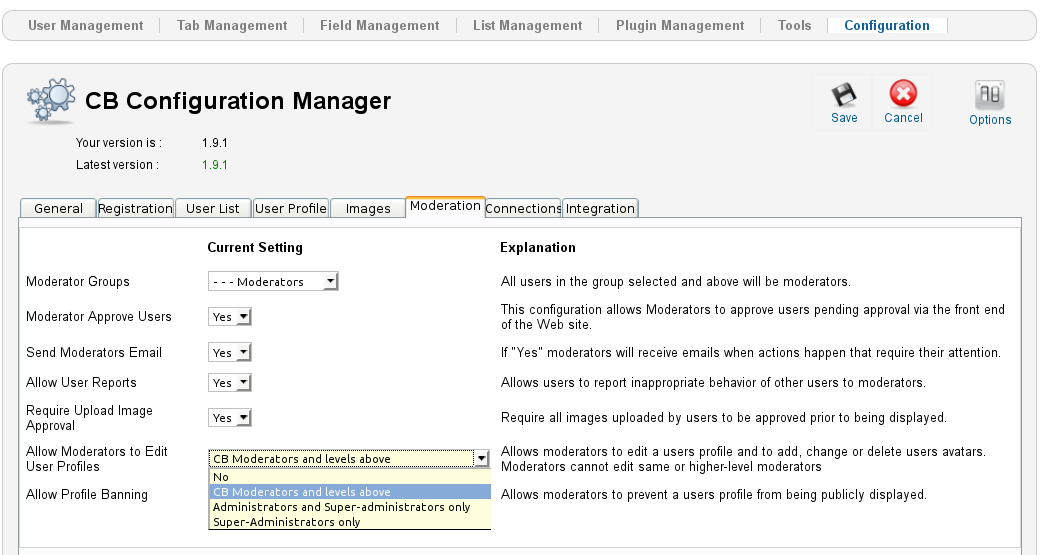 User Management Tab Management Field Management List Management Plugin Management Tools Configuration
CB Configuration Manager
Save Cancel Options
Your version is : 1.9.1
Latest version : 1.9.1
General Registration User List User Profile Images Moderation Connections Integration
Current Setting Explanation
Moderator Groups - - - Moderators All users in the group selected and above will be moderators.
Moderator Approve Users Yes This configuration allows Moderators to approve users pending approval via the front end
of the Web site.
Send Moderators Email Yes If "Yes" moderators will receive emails when actions happen that require their attention.
Allow User Reports Yes Allows users to report inappropriate behavior of other users to moderators.
Require Upload Image
Approval Yes Require all images uploaded by users to be approved prior to being displayed.
Allow Moderators to Edit
User Profiles CB Moderators and levels above Allows moderators to edit a users profile and to add, change or delete users avatars.
Moderators cannot edit same or higher-level moderators
No
CB Moderators and levels above
Administrators and Super-administrators only
Super-Administrators only
Allow Profile Banning Allows moderators to prevent a users profile from being publicly displayed.